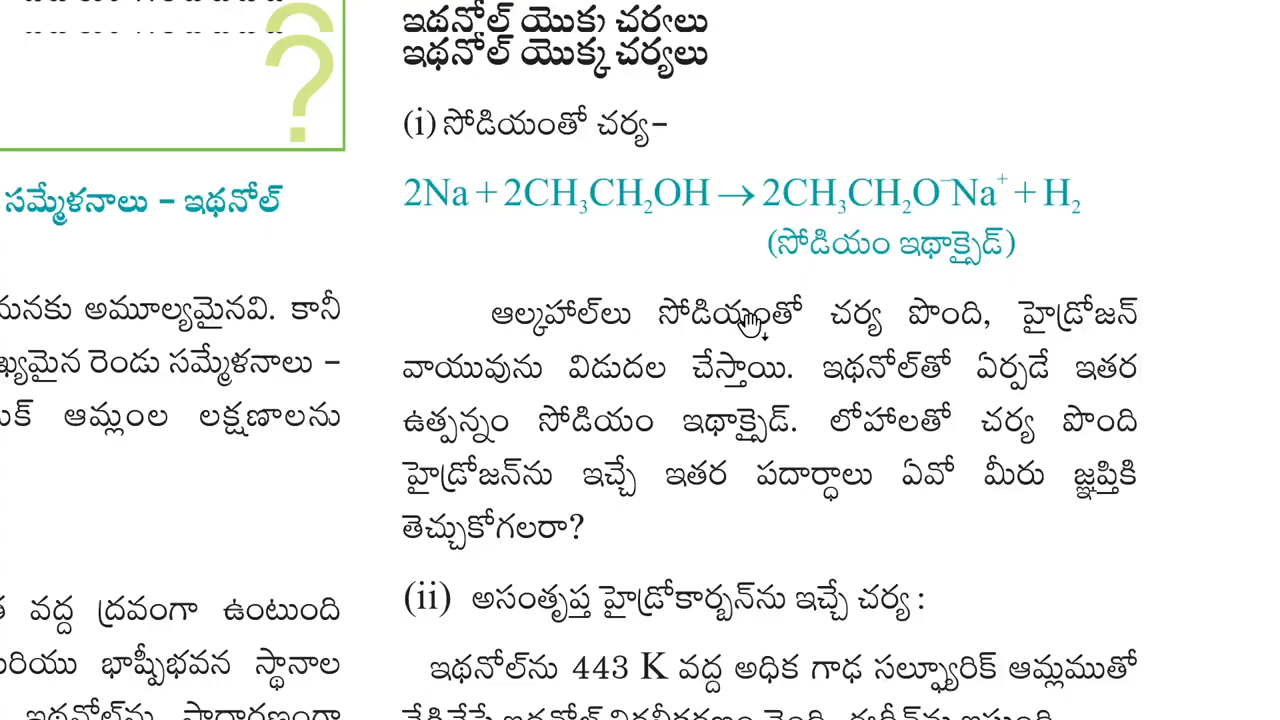 ?
సమ్మేళనాలు – ఇథనోల్
మనకు అమూల్యమైనవి. కానీ
రెండు సమ్మేళనాలు –
ఆమ్లంల లక్షణాలను
వద్ద ద్రవంగా ఉంటుంది
భాష్పీభవన స్థానాల
ఇథనోల్‌ యొక్క చర్యలు
ఇథనోల్‌ యొక్క చర్యలు
(i) సోడియంతో చర్య–
2Na + 2CH₃CH₂OH → 2CH₃CH₂O⁻Na⁺ + H₂
(సోడియం ఇథాక్సైడ్)
ఆల్కహాల్‌లు సోడియంతో చర్య పొంది, హైడ్రోజన్
వాయువును విడుదల చేస్తాయి. ఇథనోల్‌తో ఏర్పడే ఇతర
ఉత్పన్నం సోడియం ఇథాక్సైడ్. లోహాలతో చర్య పొంది
హైడ్రోజన్‌ను ఇచ్చే ఇతర పదార్ధాలు ఏవో మీరు జ్ఞప్తికి
తెచ్చుకోగలరా?
(ii) అసంతృప్త హైడ్రోకార్బన్‌ను ఇచ్చే చర్య :
ఇథనోల్‌ను 443 K వద్ద అధిక గాఢ సల్ఫ్యూరిక్ ఆమ్లముతో